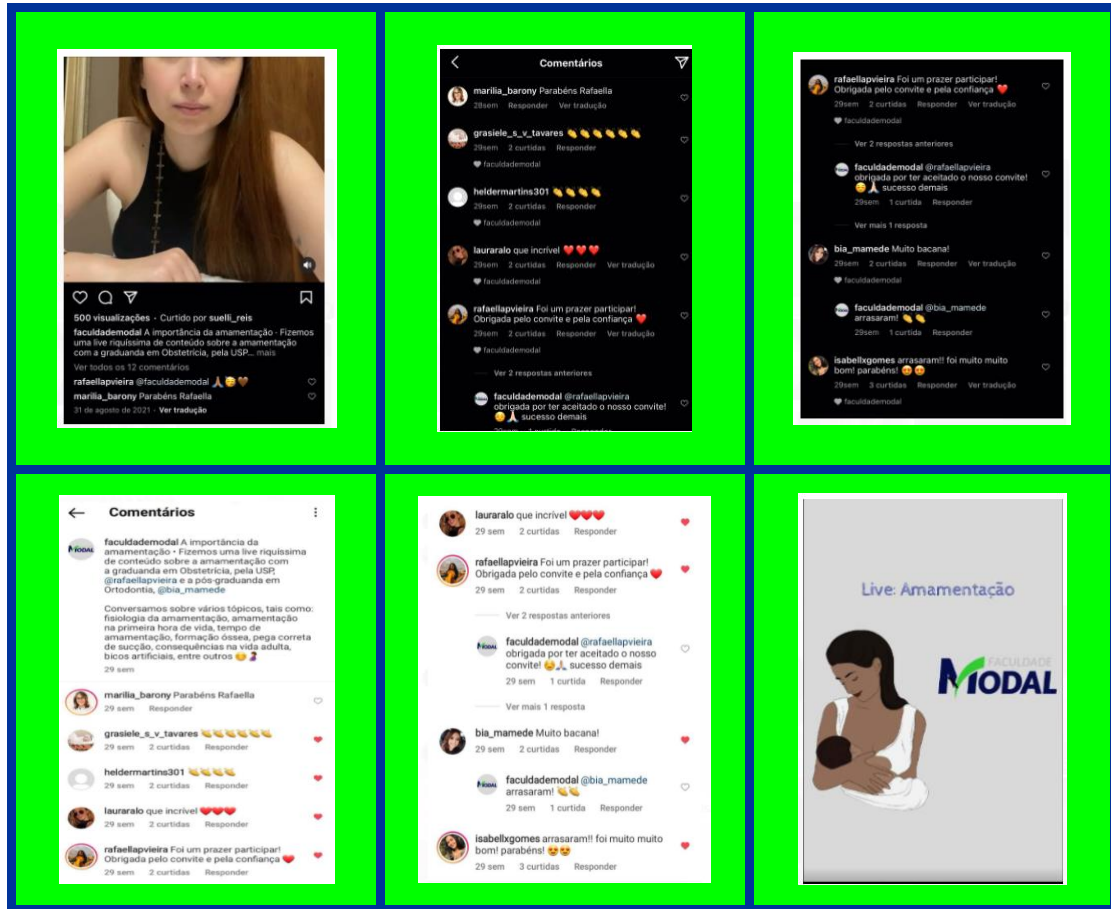 500 visualizações • Curtido por suelli_reis
faculdademodal A importância da amamentação • Fizemos
uma live riquíssima de conteúdo sobre a amamentação
com a graduanda em Obstetrícia, pela USP... mais
Ver todos os 12 comentários
rafaellapvieira @faculdademodal 🙏🥰🤎
marilia_barony Parabéns Rafaella
31 de agosto de 2021 • Ver tradução
Comentários
marilia_barony Parabéns Rafaella
28sem Responder Ver tradução
grasiele_s_v_tavares 👏👏👏👏👏👏
29sem 2 curtidas Responder
faculdademodal
heldermartins301 👏👏👏👏
29sem 2 curtidas Responder
faculdademodal
lauraralo que incrível ❤️❤️❤️
29sem 2 curtidas Responder Ver tradução
faculdademodal
rafaellapvieira Foi um prazer participar!
Obrigada pelo convite e pela confiança ❤️
29sem 2 curtidas Responder Ver tradução
faculdademodal
Ver 2 respostas anteriores
faculdademodal @rafaellapvieira
obrigada por ter aceitado o nosso convite!
🥰🙏 sucesso demais
29sem 1 curtida Responder
rafaellapvieira Foi um prazer participar!
Obrigada pelo convite e pela confiança ❤️
29sem 2 curtidas Responder Ver tradução
faculdademodal
Ver 2 respostas anteriores
MODAL
faculdademodal @rafaellapvieira
obrigada por ter aceitado o nosso convite!
🥰🙏 sucesso demais
29sem 1 curtida Responder
Ver mais 1 resposta
bia_mamede Muito bacana!
29sem 2 curtidas Responder Ver tradução
faculdademodal
faculdademodal @bia_mamede
arrasaram! 👏👏
29sem 1 curtida Responder
isabellxgomes arrasaram!! foi muito muito
bom! parabéns! 😍😍
29sem 3 curtidas Responder Ver tradução
faculdademodal
Comentários
MODAL
faculdademodal A importância da
amamentação • Fizemos uma live riquíssima
de conteúdo sobre a amamentação com
a graduanda em Obstetrícia, pela USP,
@rafaellapvieira e a pós-graduanda em
Ortodontia, @bia_mamede
Conversamos sobre vários tópicos, tais como:
fisiologia da amamentação, amamentação
na primeira hora de vida, tempo de
amamentação, formação óssea, pega correta
de sucção, consequências na vida adulta,
bicos artificiais, entre outros 😊🤰
29 sem
marilia_barony Parabéns Rafaella
29 sem Responder
grasiele_s_v_tavares 👏👏👏👏👏👏
29 sem 2 curtidas Responder
heldermartins301 👏👏👏👏
29 sem 2 curtidas Responder
lauraralo que incrível ❤️❤️❤️
29 sem 2 curtidas Responder
rafaellapvieira Foi um prazer participar!
Obrigada pelo convite e pela confiança ❤️
29 sem 2 curtidas Responder
lauraralo que incrível ❤️❤️❤️
29 sem 2 curtidas Responder
rafaellapvieira Foi um prazer participar!
Obrigada pelo convite e pela confiança ❤️
29 sem 2 curtidas Responder
Ver 2 respostas anteriores
MODAL
faculdademodal @rafaellapvieira
obrigada por ter aceitado o nosso
convite! 🥰🙏 sucesso demais
29 sem 1 curtida Responder
Ver mais 1 resposta
bia_mamede Muito bacana!
29 sem 2 curtidas Responder
MODAL
faculdademodal @bia_mamede
arrasaram! 👏👏
29 sem 1 curtida Responder
isabellxgomes arrasaram!! foi muito muito
bom! parabéns! 😍😍
29 sem 3 curtidas Responder
Live: Amamentação
FACULDADE
MODAL